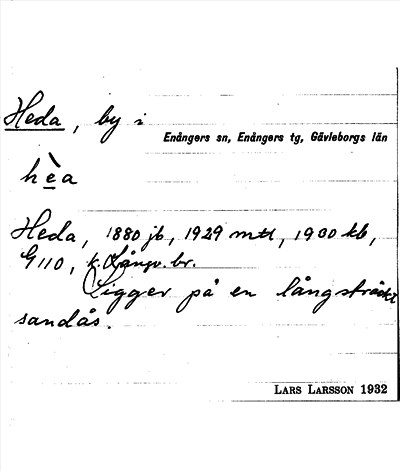 Heda, by i
Enångers sn, Enångers tg, Gävleborgs län
hèa
Heda, 1880 jb, 1929 mtl, 1900 kb,
G110, k. Långv. br.
Ligger på en långsträckt
sandås.
LARS LARSSON 1932